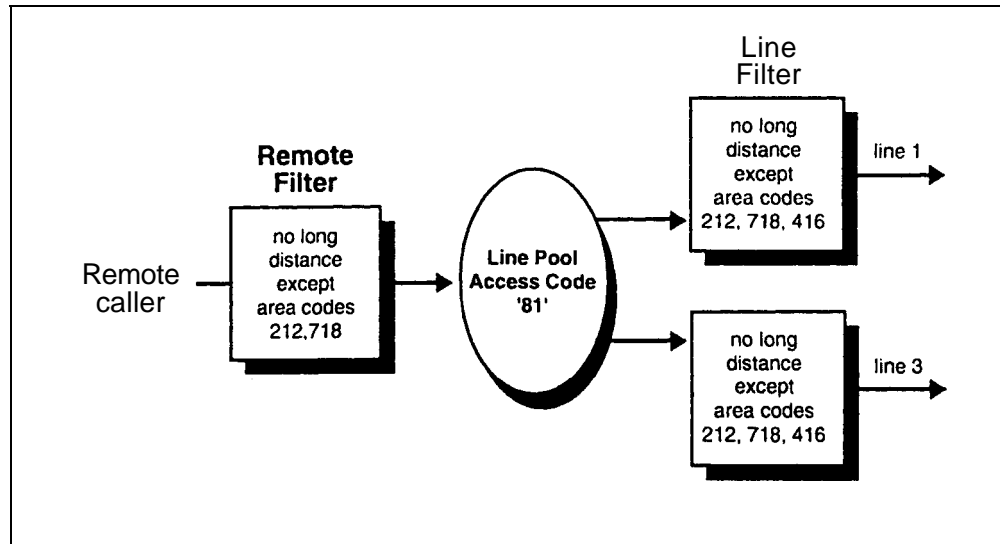 Remote
caller
Remote
Filter
no long
distance
except
area codes
212,718
Line Pool
Access Code
'81'
Line
Filter
no long
distance
except
area codes
212, 718, 416
line 1
no long
distance
except
area codes
212, 718, 416
line 3